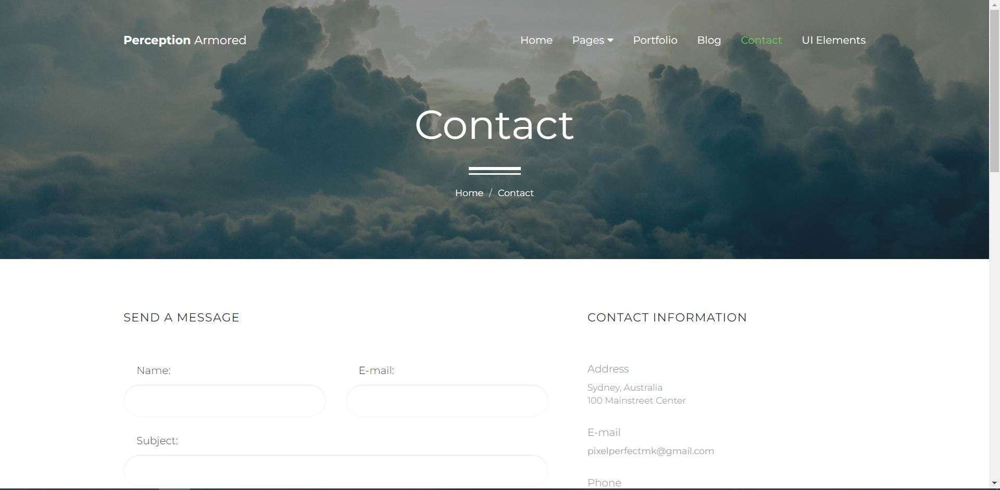 Perception Armored
Home Pages Portfolio Blog Contact UI Elements
Contact
Home / Contact
SEND A MESSAGE
Name:
E-mail:
Subject:
CONTACT INFORMATION
Address
Sydney, Australia
100 Mainstreet Center
E-mail
pixelperfectmk@gmail.com
Phone